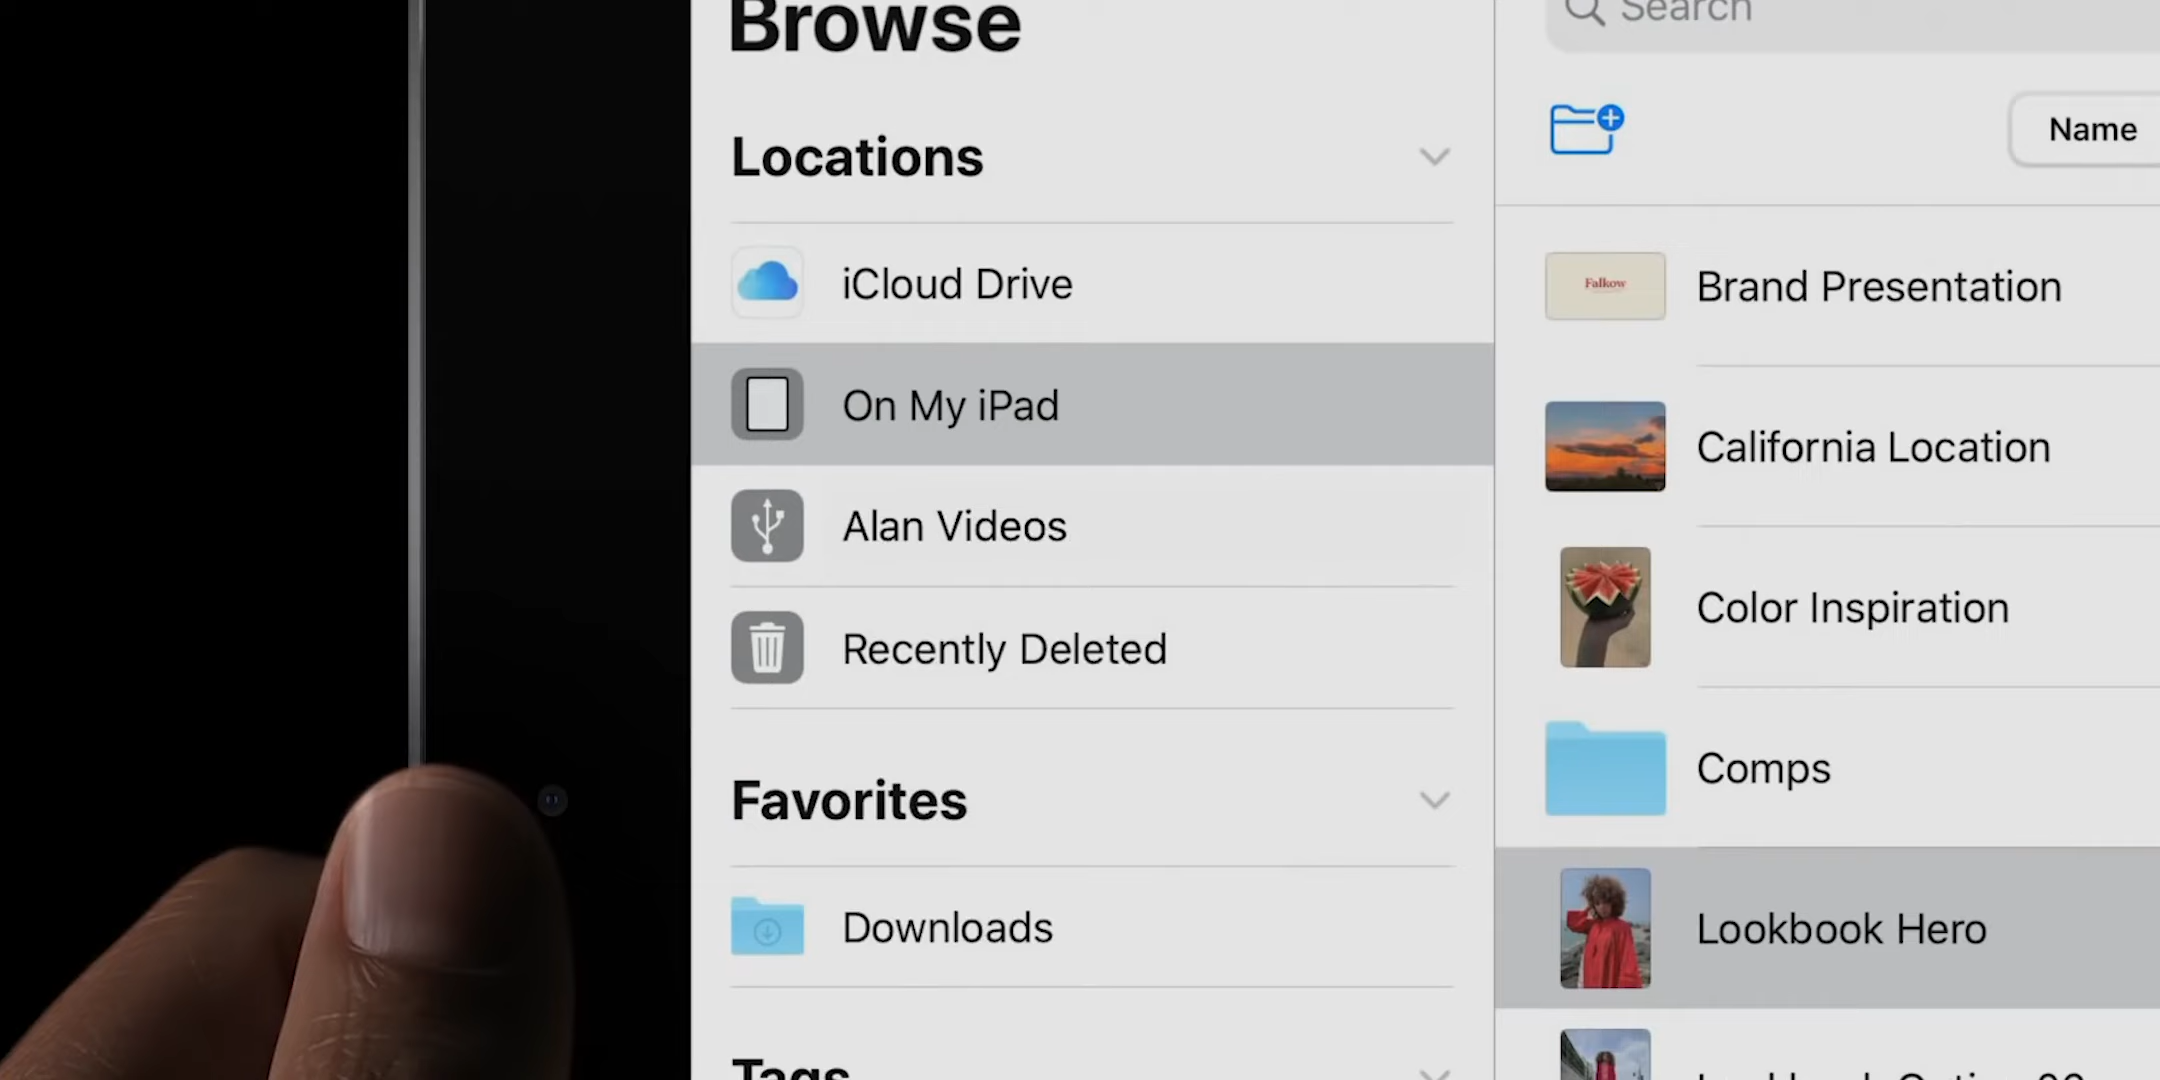 Browse
Locations
iCloud Drive
On My iPad
Alan Videos
Recently Deleted
Favorites
Downloads
Tags
Search
Name
Falkow
Brand Presentation
California Location
Color Inspiration
Comps
Lookbook Hero